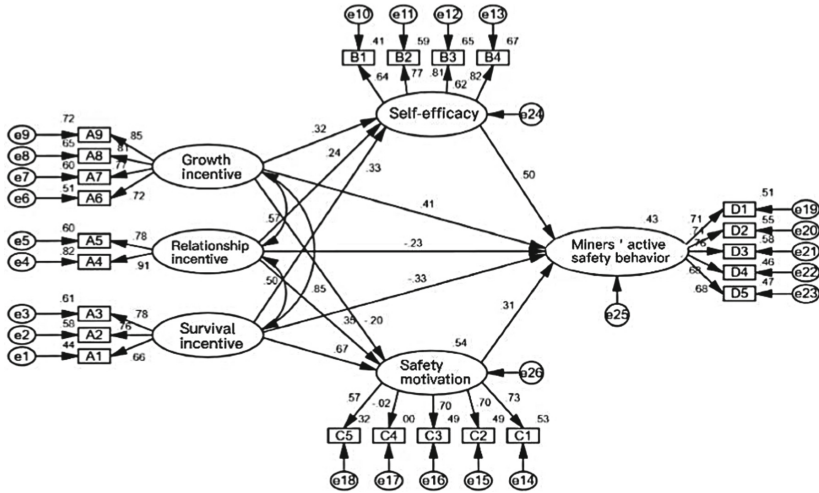 e10 e11 e12 e13
.41 .59 .65 .67
B1 B2 B3 B4
.64 .77 .81 .62 .82
Self-efficacy e24
.72 .32
e9 A9 .85
.65 .24
e8 A8 .81
Growth incentive
.60 .33
e7 A7 .77
.51 .50
e6 A6 .72
.41
.51
D1 e19
.71
.57 .43 .55
.71 D2 e20
.60
e5 A5 .78
Relationship incentive
-.23
Miners ' active safety behavior
.75 .58
D3 e21
.82
e4 A4 .91
.46
D4 e22
.68
.50 .85 -.33
.47
.68 D5 e23
.61
e3 A3 .78
.31 e25
.58
e2 A2 .76
Survival incentive
.35 -.20
.44
e1 A1 .66
.67 .54
Safety motivation e26
.57 -.02 .70 .70 .73
.32 .00 .49 .49 .53
C5 C4 C3 C2 C1
e18 e17 e16 e15 e14